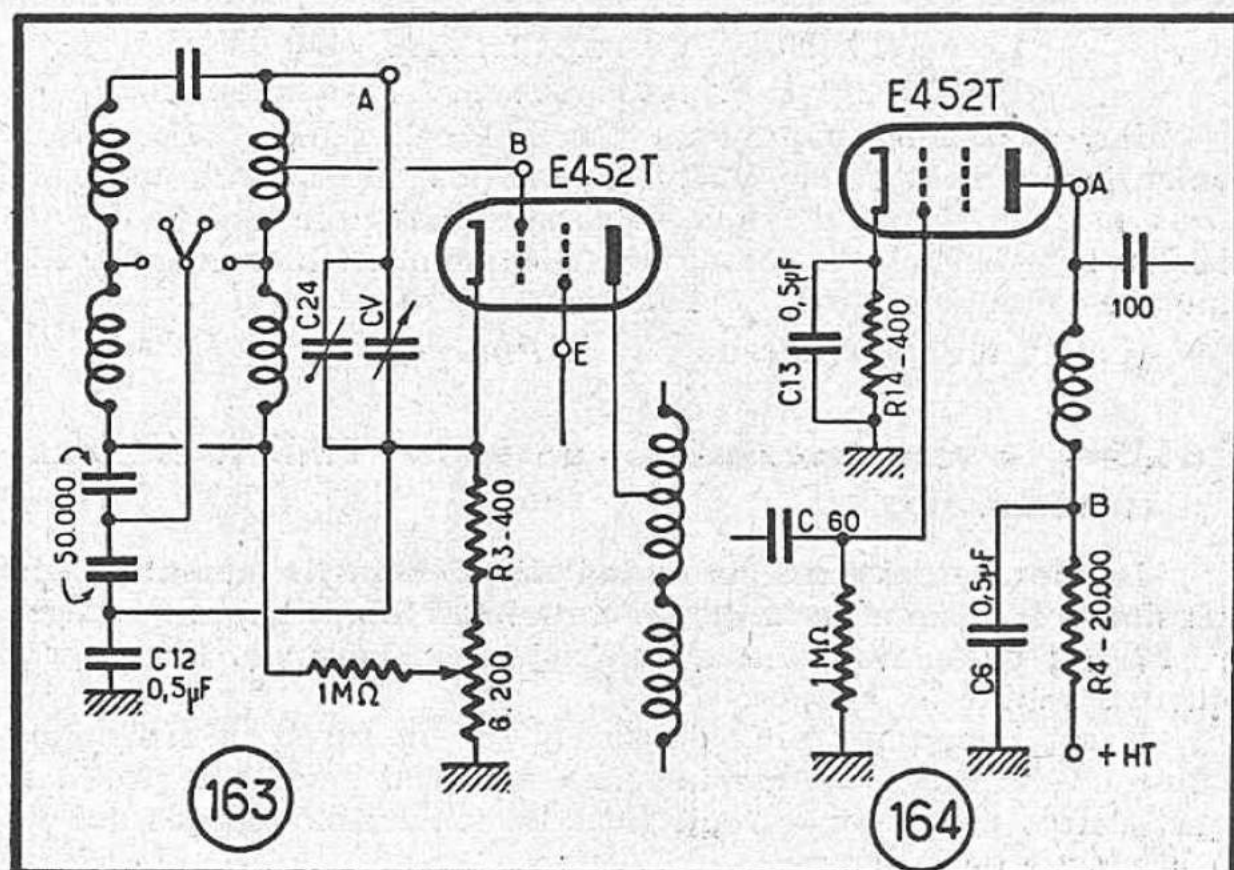 A
B
E452T
C24
CV
E
50.000
R3-400
C12
0,5µF
1MΩ
6.200
163
E452T
A
100
C13 0,5µF
R14-400
B
C 60
1MΩ
C6 0,5µF
R4-20.000
+HT
164